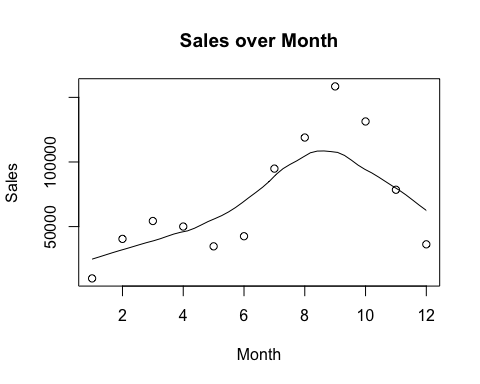 Sales over Month
Sales
100000
50000
2 4 6 8 10 12
Month